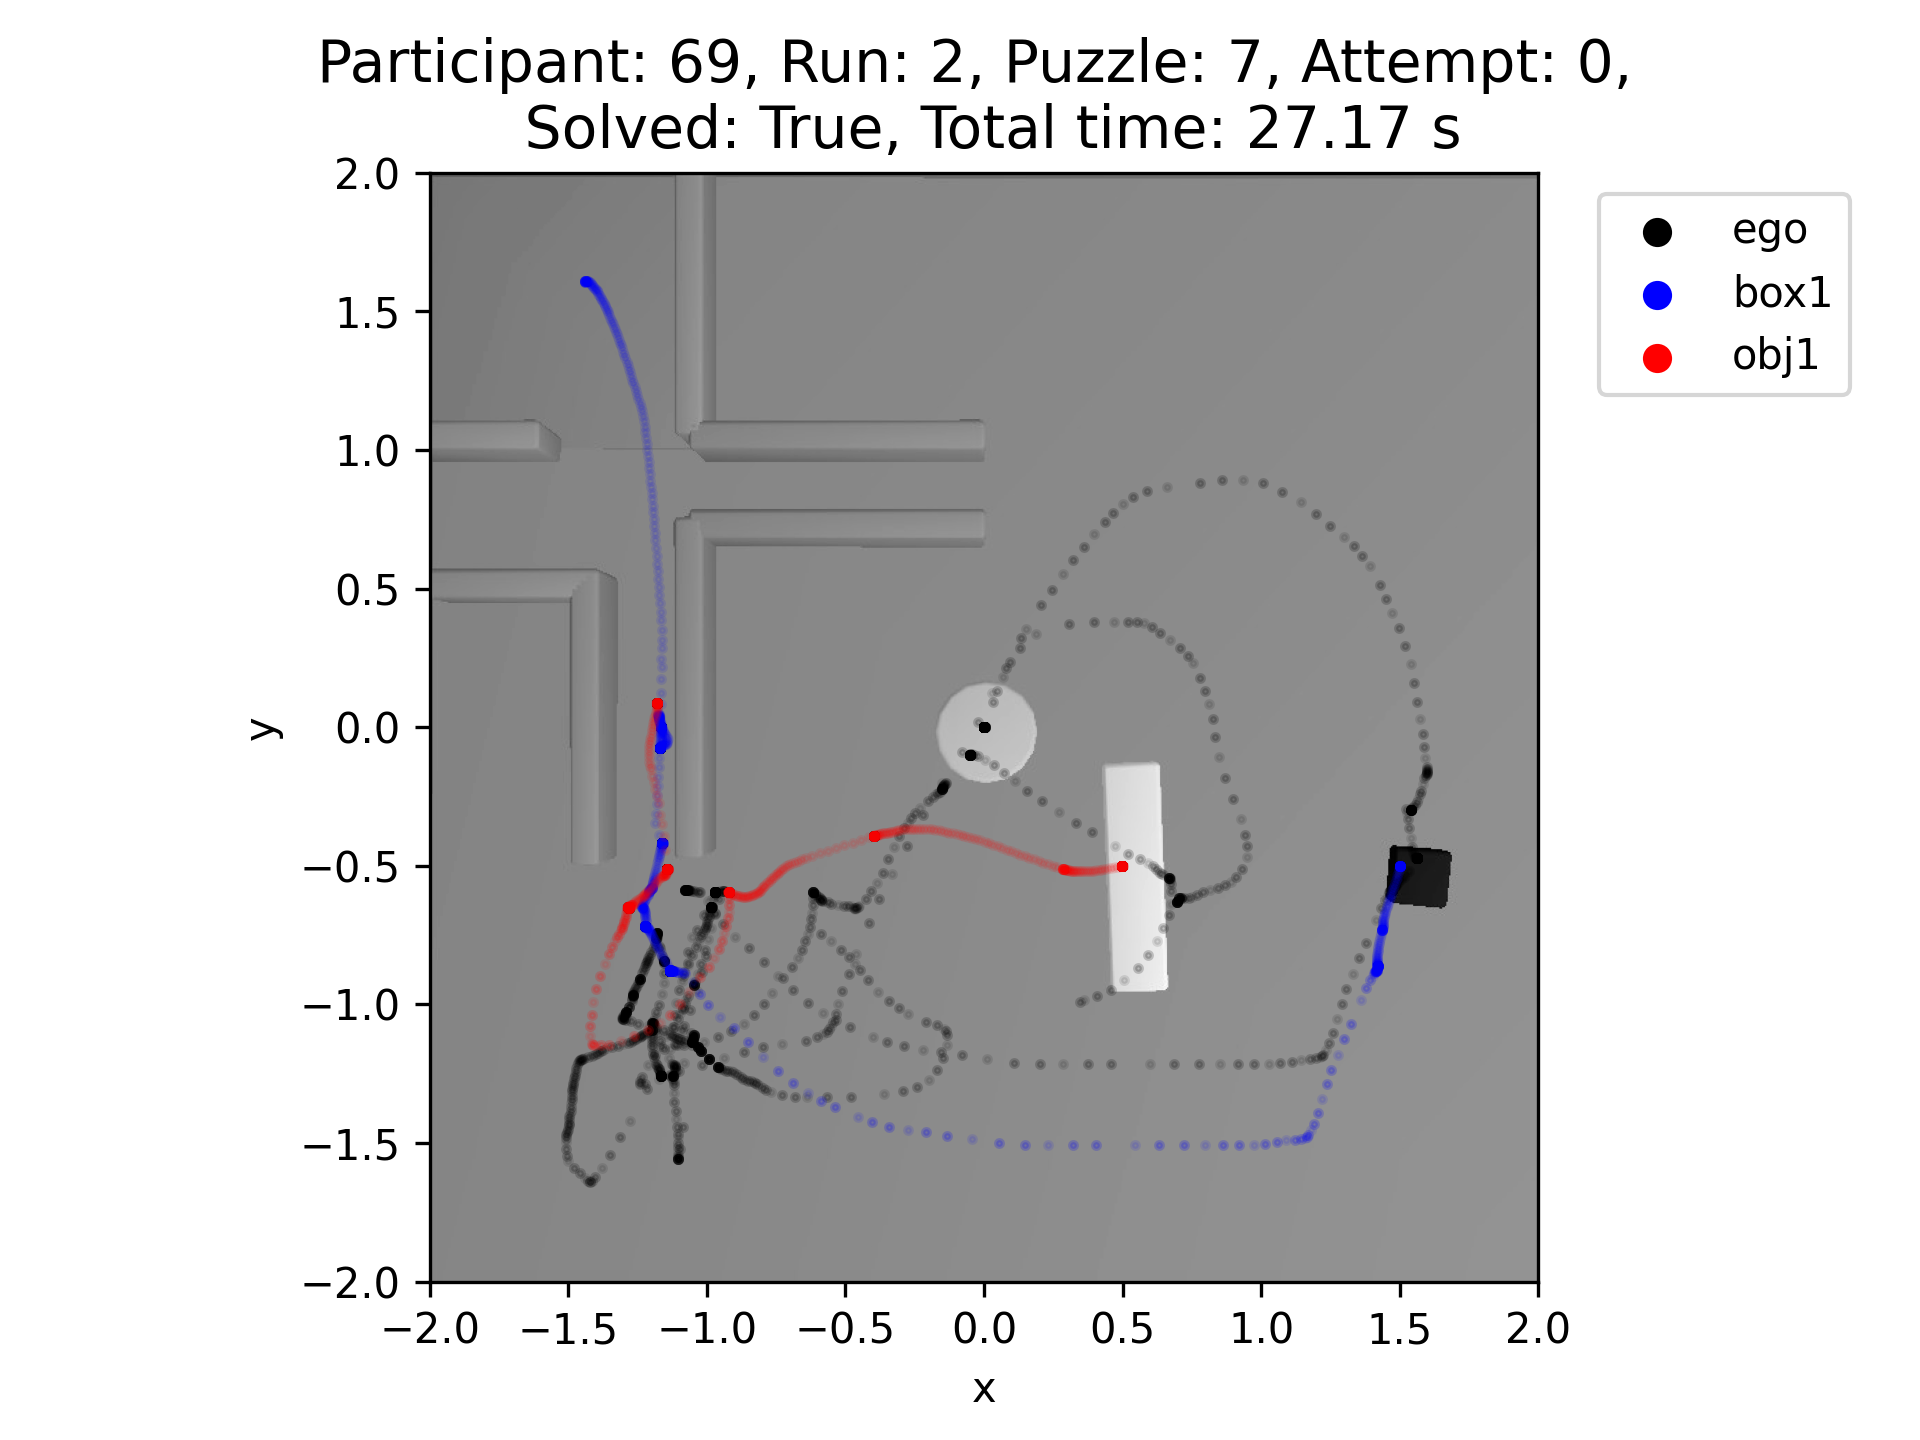 Participant: 69, Run: 2, Puzzle: 7, Attempt: 0,
Solved: True, Total time: 27.17 s
ego
box1
obj1
2.0
1.5
1.0
0.5
0.0
−0.5
−1.0
−1.5
−2.0
y
−2.0 −1.5 −1.0 −0.5 0.0 0.5 1.0 1.5 2.0
x